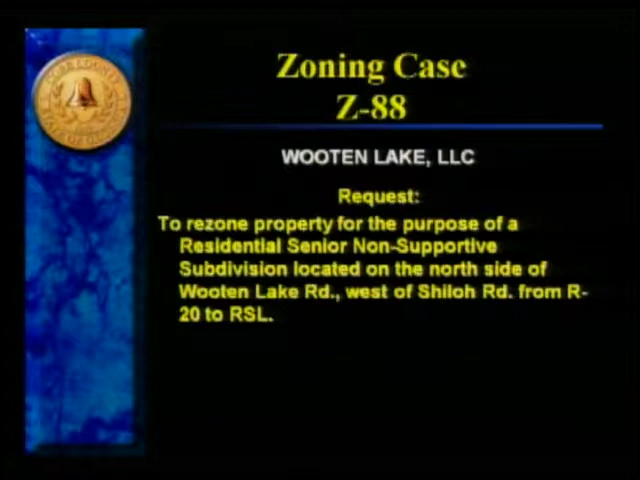 Zoning Case
Z-88
WOOTEN LAKE, LLC
Request:
To rezone property for the purpose of a
Residential Senior Non-Supportive
Subdivision located on the north side of
Wooten Lake Rd., west of Shiloh Rd. from R-
20 to RSL.